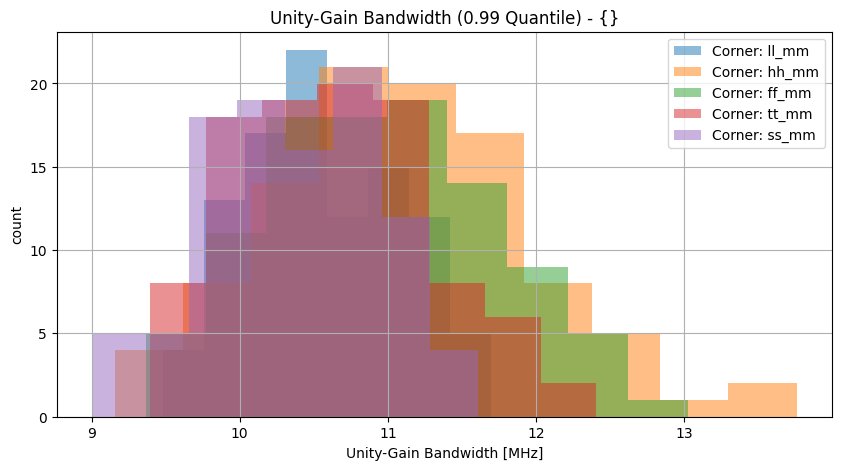 Unity-Gain Bandwidth (0.99 Quantile) - {}
Corner: ll_mm
Corner: hh_mm
Corner: ff_mm
Corner: tt_mm
Corner: ss_mm
count
20
15
10
5
0
9 10 11 12 13
Unity-Gain Bandwidth [MHz]